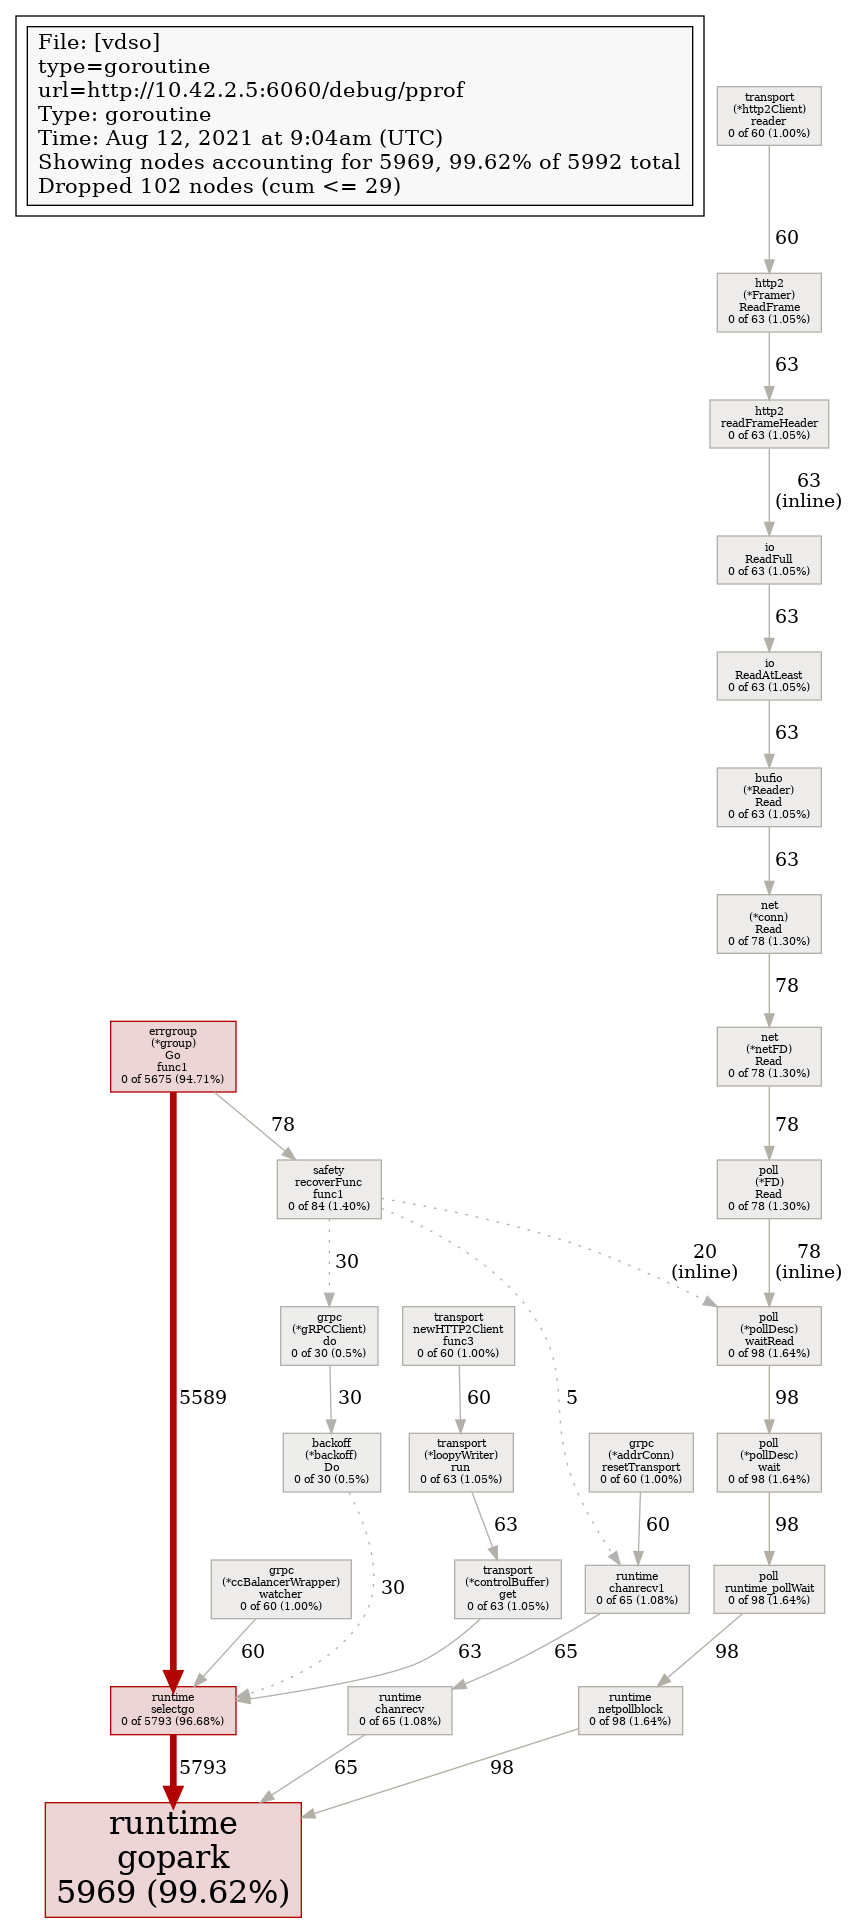 File: [vdso]
type=goroutine
url=http://10.42.2.5:6060/debug/pprof
Type: goroutine
Time: Aug 12, 2021 at 9:04am (UTC)
Showing nodes accounting for 5969, 99.62% of 5992 total
Dropped 102 nodes (cum <= 29)
transport
(*http2Client)
reader
0 of 60 (1.00%)
60
http2
(*Framer)
ReadFrame
0 of 63 (1.05%)
63
http2
readFrameHeader
0 of 63 (1.05%)
63
(inline)
io
ReadFull
0 of 63 (1.05%)
63
io
ReadAtLeast
0 of 63 (1.05%)
63
bufio
(*Reader)
Read
0 of 63 (1.05%)
63
net
(*conn)
Read
0 of 78 (1.30%)
78
net
(*netFD)
Read
0 of 78 (1.30%)
78
errgroup
(*group)
Go
func1
0 of 5675 (94.71%)
78
safety
recoverFunc
func1
0 of 84 (1.40%)
poll
(*FD)
Read
0 of 78 (1.30%)
30
20
(inline)
78
(inline)
grpc
(*gRPCClient)
do
0 of 30 (0.5%)
transport
newHTTP2Client
func3
0 of 60 (1.00%)
poll
(*pollDesc)
waitRead
0 of 98 (1.64%)
5589
30
60
5
98
backoff
(*backoff)
Do
0 of 30 (0.5%)
transport
(*loopyWriter)
run
0 of 63 (1.05%)
grpc
(*addrConn)
resetTransport
0 of 60 (1.00%)
poll
(*pollDesc)
wait
0 of 98 (1.64%)
63
60
98
grpc
(*ccBalancerWrapper)
watcher
0 of 60 (1.00%)
30
transport
(*controlBuffer)
get
0 of 63 (1.05%)
runtime
chanrecv1
0 of 65 (1.08%)
poll
runtime_pollWait
0 of 98 (1.64%)
60
63
65
98
runtime
selectgo
0 of 5793 (96.68%)
runtime
chanrecv
0 of 65 (1.08%)
runtime
netpollblock
0 of 98 (1.64%)
5793
65
98
runtime
gopark
5969 (99.62%)